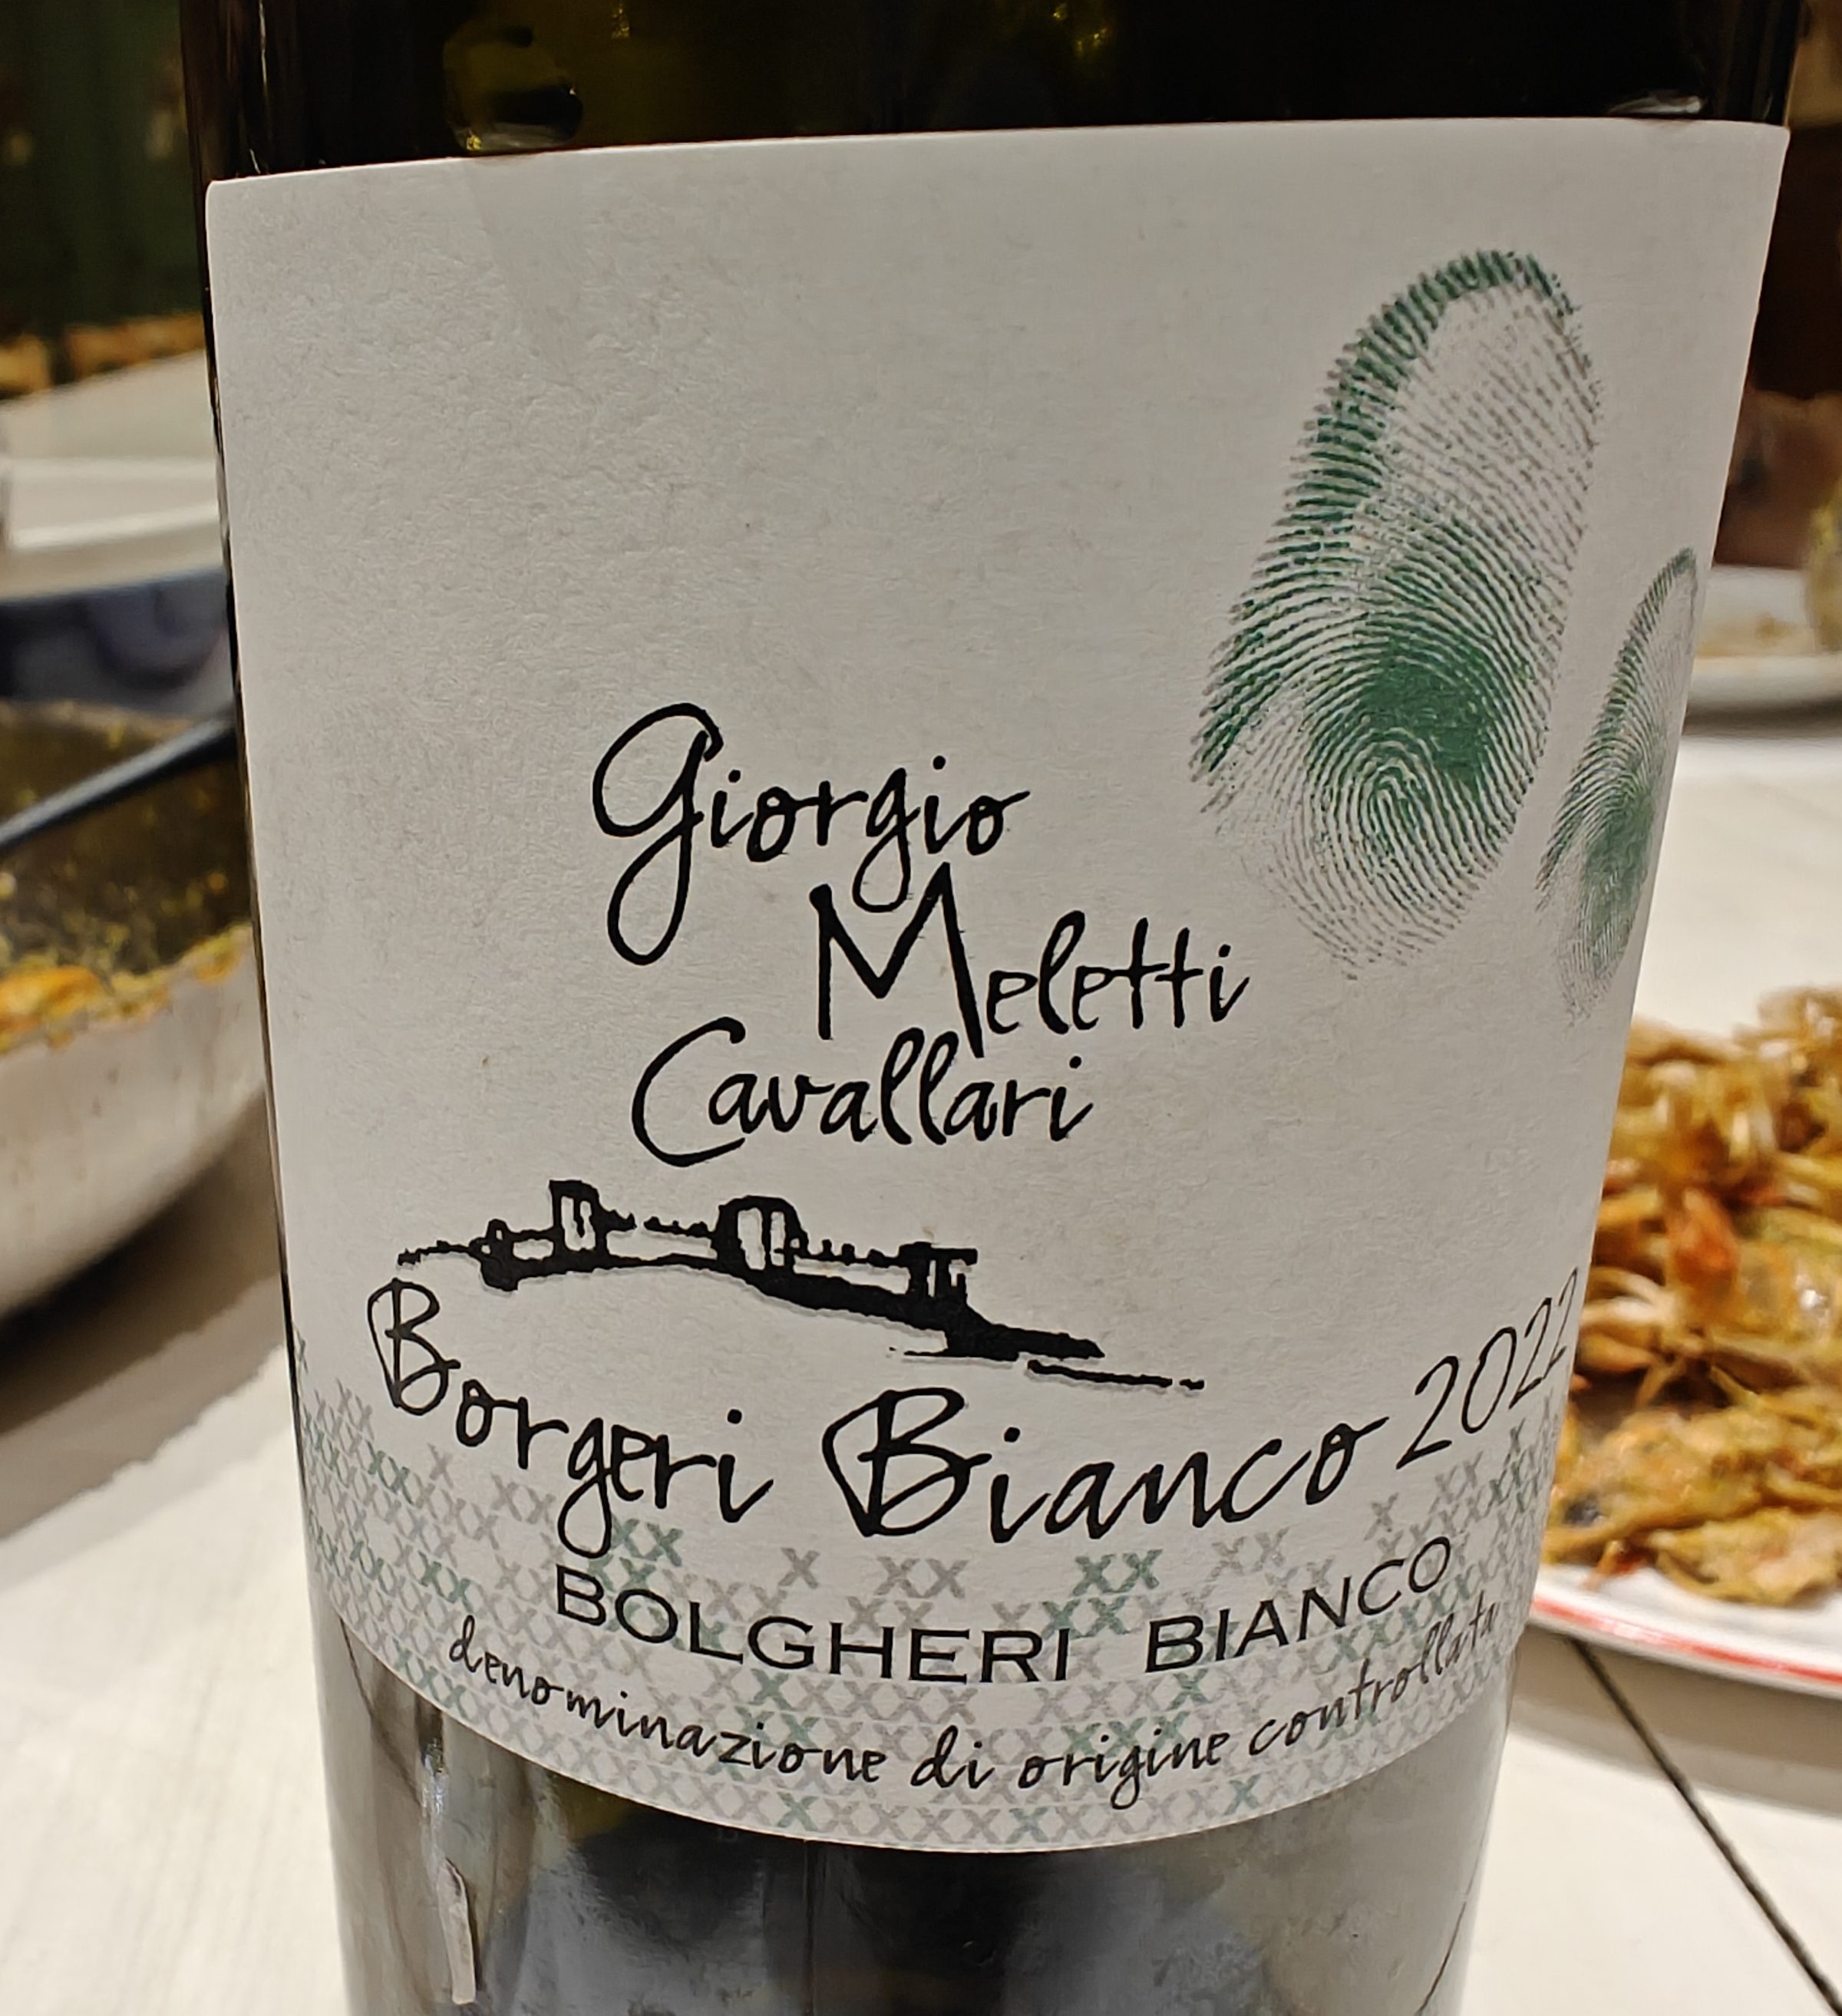 Giorgio
Meletti
Cavallari
Borgeri Bianco 2022
BOLGHERI BIANCO
denominazione di origine controllata